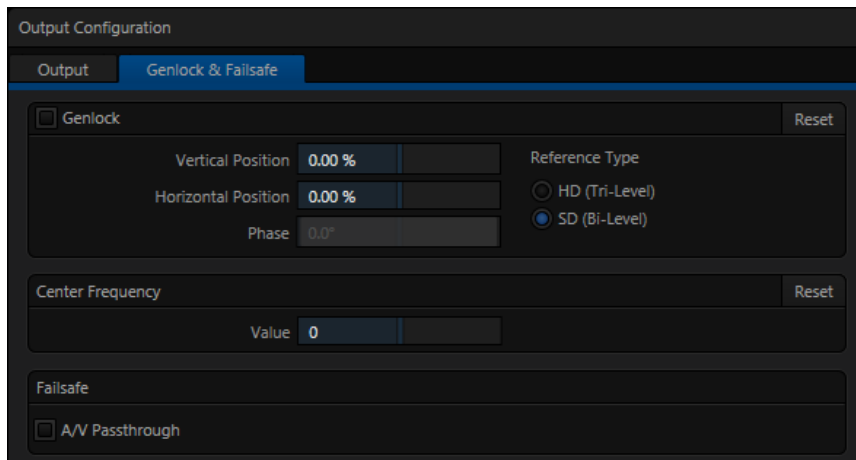 Output Configuration
Output Genlock & Failsafe
Genlock Reset
Vertical Position 0.00 % Reference Type
Horizontal Position 0.00 % HD (Tri-Level)
Phase 0.0° SD (Bi-Level)
Center Frequency Reset
Value 0
Failsafe
A/V Passthrough